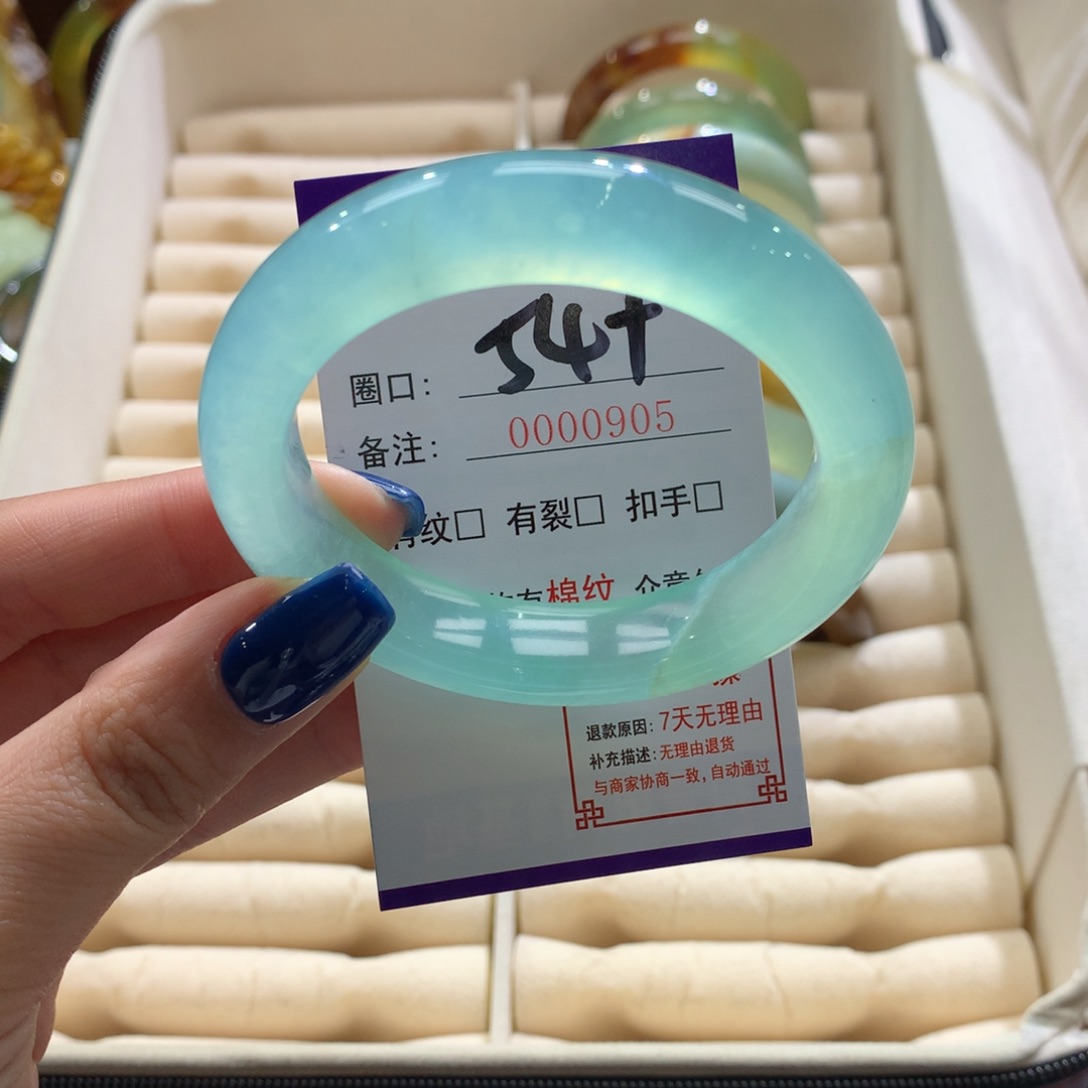 圈口: 54+
备注: 0000905
纹□ 有裂□ 扣手□
有棉纹
退款原因: 7天无理由
补充描述: 无理由退货
与商家协商一致, 自动通过